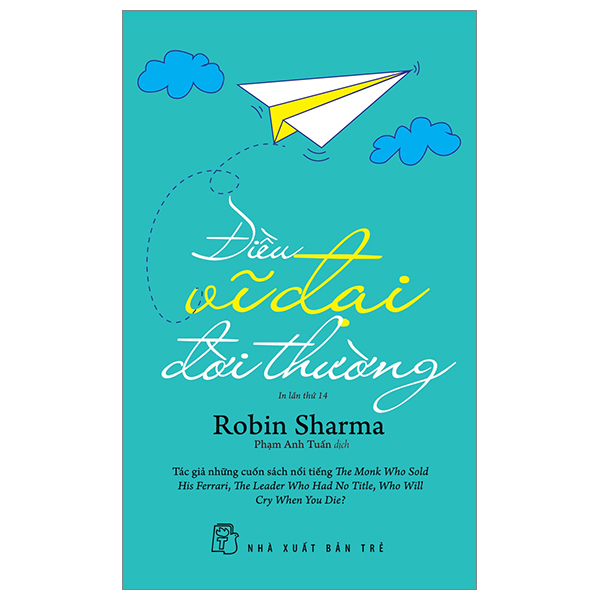 Điều
vĩ đại
đời thường
In lần thứ 14
Robin Sharma
Phạm Anh Tuấn dịch
Tác giả những cuốn sách nổi tiếng The Monk Who Sold
His Ferrari, The Leader Who Had No Title, Who Will
Cry When You Die?
NHÀ XUẤT BẢN TRẺ